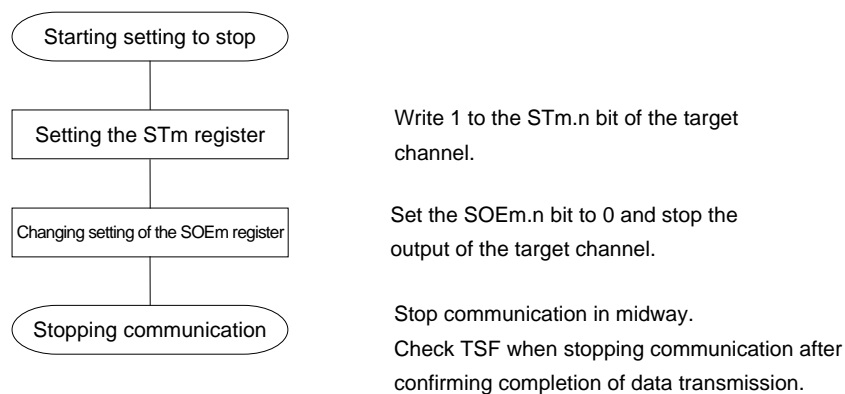 Starting setting to stop
Setting the STm register
Write 1 to the STm.n bit of the target
channel.
Changing setting of the SOEm register
Set the SOEm.n bit to 0 and stop the
output of the target channel.
Stopping communication
Stop communication in midway.
Check TSF when stopping communication after
confirming completion of data transmission.